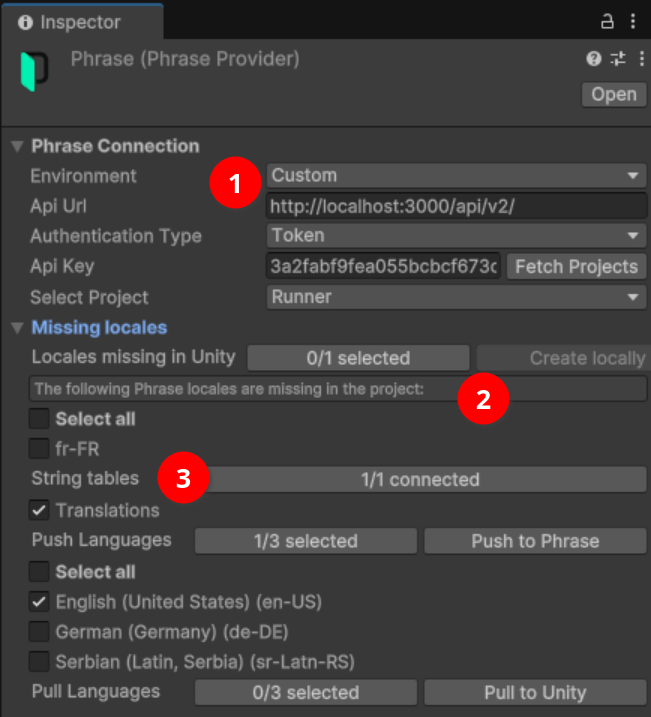 Inspector
Phrase (Phrase Provider)
Open
Phrase Connection
Environment 1 Custom
Api Url http://localhost:3000/api/v2/
Authentication Type Token
Api Key 3a2fabf9fea055bcbcf673c Fetch Projects
Select Project Runner
Missing locales
Locales missing in Unity 0/1 selected Create locally
The following Phrase locales are missing in the project: 2
Select all
fr-FR
String tables 3 1/1 connected
Translations
Push Languages 1/3 selected Push to Phrase
Select all
English (United States) (en-US)
German (Germany) (de-DE)
Serbian (Latin, Serbia) (sr-Latn-RS)
Pull Languages 0/3 selected Pull to Unity